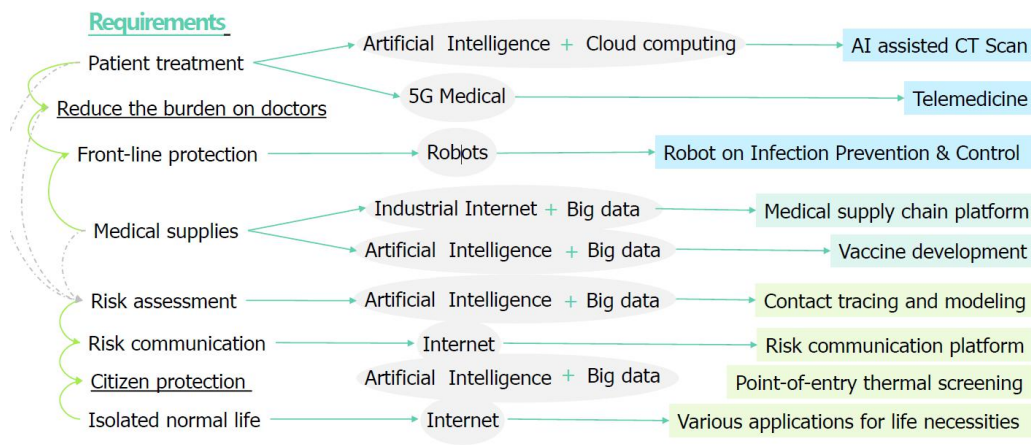 Requirements
Artificial Intelligence + Cloud computing
AI assisted CT Scan
Patient treatment
5G Medical
Telemedicine
Reduce the burden on doctors
Front-line protection
Robots
Robot on Infection Prevention & Control
Industrial Internet + Big data
Medical supply chain platform
Medical supplies
Artificial Intelligence + Big data
Vaccine development
Risk assessment
Artificial Intelligence + Big data
Contact tracing and modeling
Risk communication
Internet
Risk communication platform
Citizen protection
Artificial Intelligence + Big data
Point-of-entry thermal screening
Isolated normal life
Internet
Various applications for life necessities